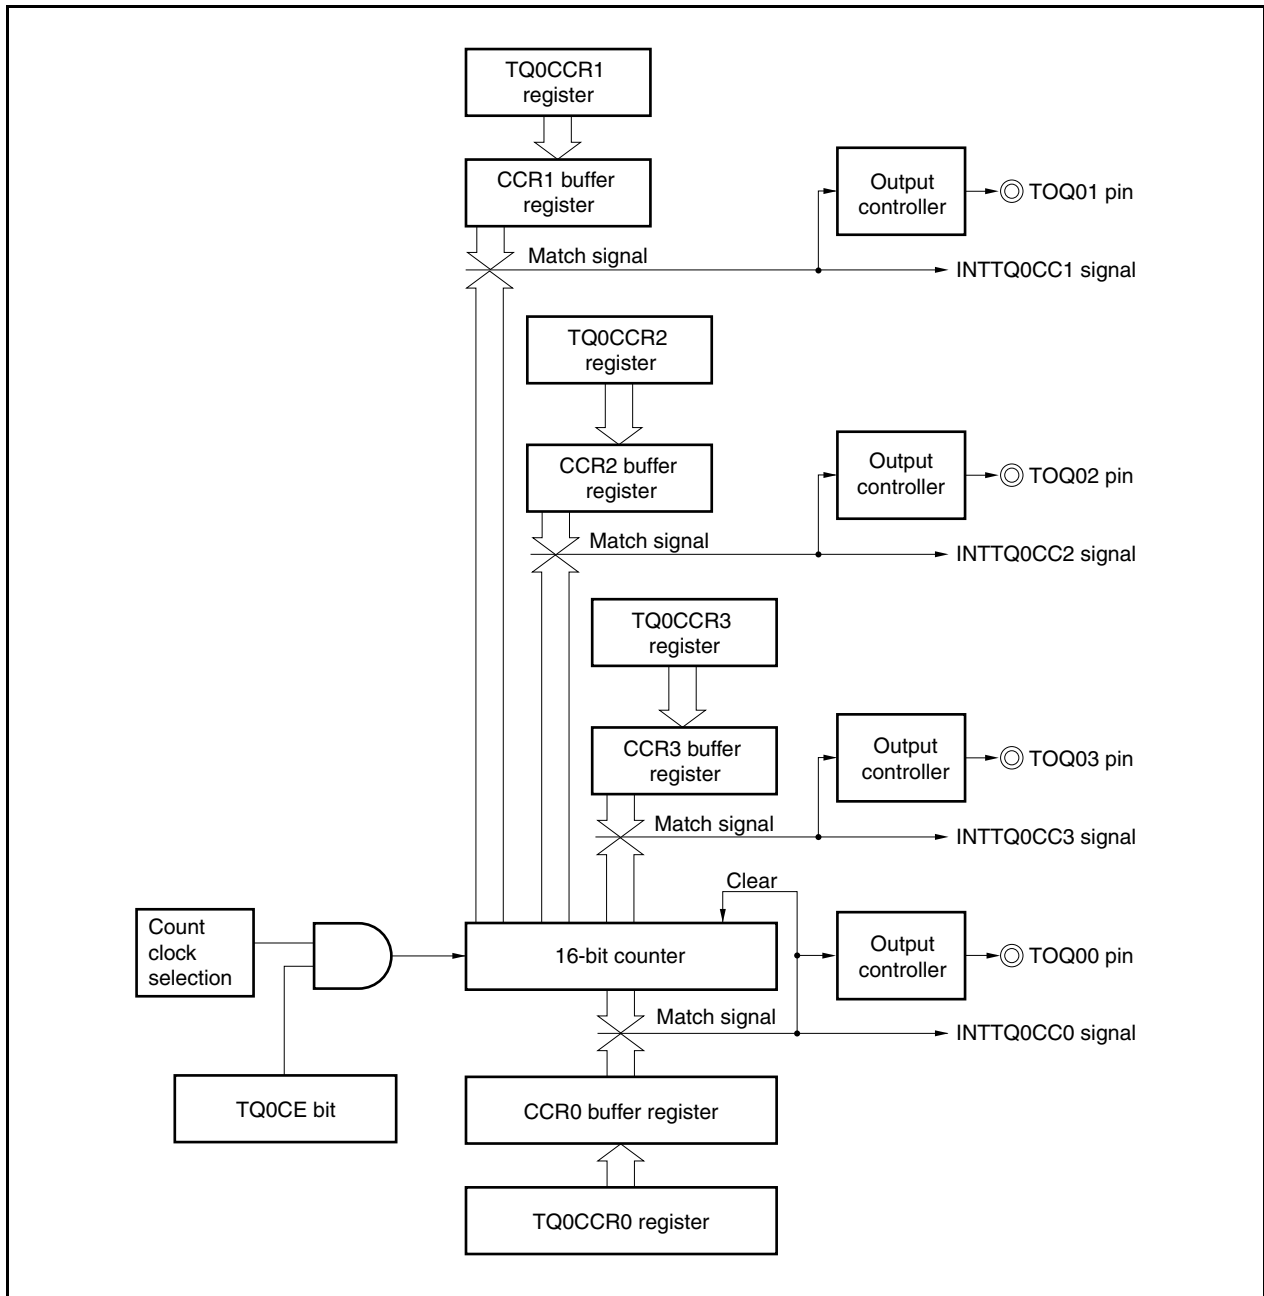 TQ0CCR1
register
CCR1 buffer
register
Output
controller
TOQ01 pin
Match signal
INTTQ0CC1 signal
TQ0CCR2
register
CCR2 buffer
register
Output
controller
TOQ02 pin
Match signal
INTTQ0CC2 signal
TQ0CCR3
register
CCR3 buffer
register
Output
controller
TOQ03 pin
Match signal
INTTQ0CC3 signal
Clear
Count
clock
selection
16-bit counter
Output
controller
TOQ00 pin
Match signal
INTTQ0CC0 signal
TQ0CE bit
CCR0 buffer register
TQ0CCR0 register